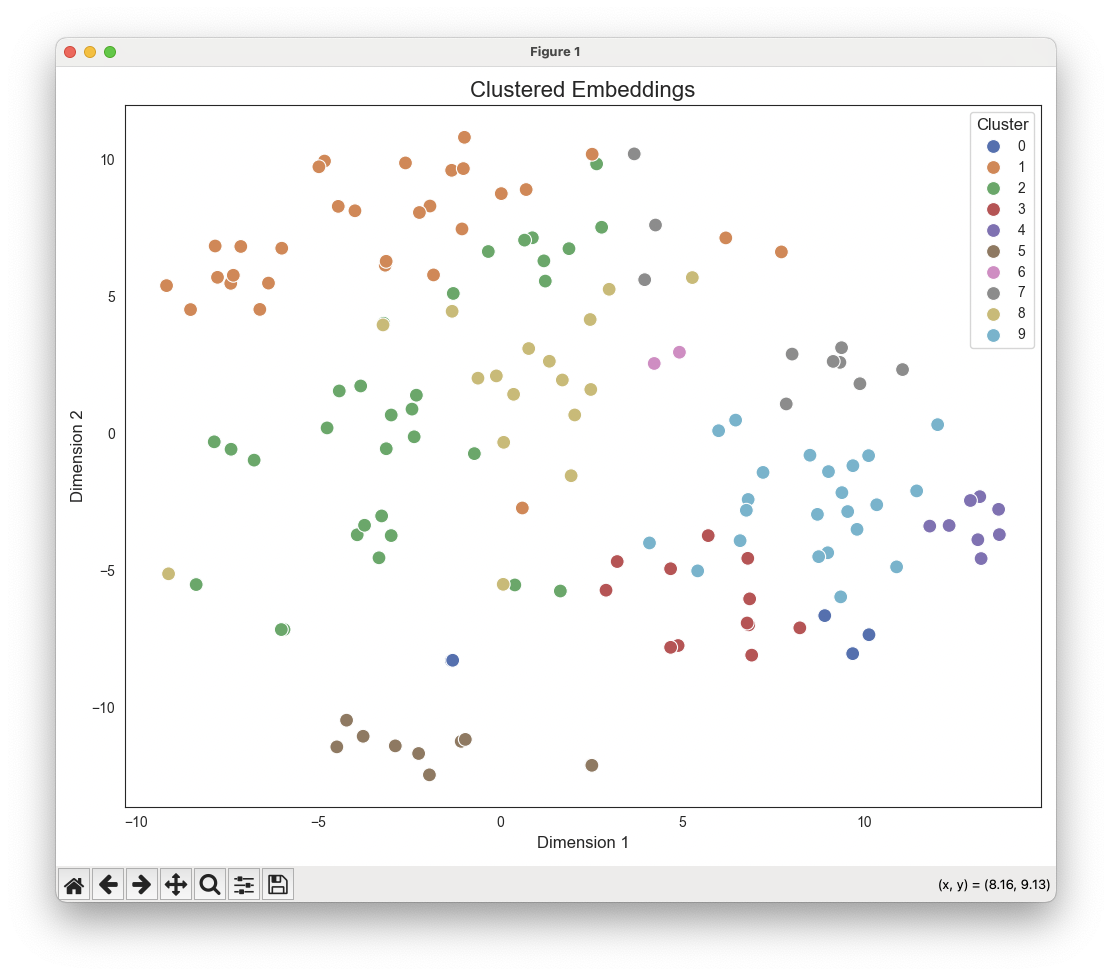 Figure 1
Clustered Embeddings
Cluster
0
1
2
3
4
5
6
7
8
9
10
5
0
−5
−10
Dimension 2
−10 −5 0 5 10
Dimension 1
(x, y) = (8.16, 9.13)